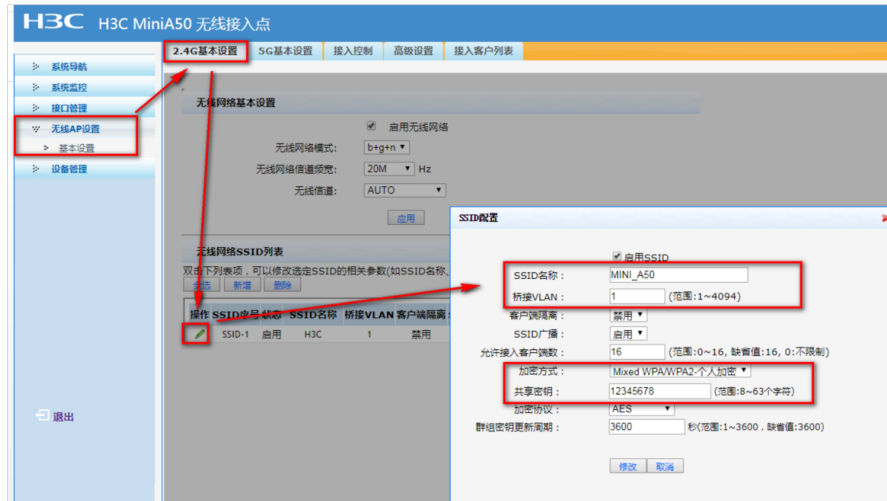 H3C H3C MiniA50 无线接入点
2.4G基本设置 5G基本设置 接入控制 高级设置 接入客户列表
系统导航
系统监控
接口管理
无线AP设置
基本设置
设备管理
退出
无线网络基本设置
启用无线网络
无线网络模式: b+g+n
无线网络信道频宽: 20M Hz
无线信道: AUTO
应用
无线网络SSID列表
双击下列表项，可以修改选定SSID的相关参数(如SSID名称、
全选 新增 删除
操作 SSID序号 状态 SSID名称 桥接VLAN 客户端隔离
SSID-1 启用 H3C 1 禁用
SSID配置
启用SSID
SSID名称： MINI_A50
桥接VLAN： 1 (范围:1~4094)
客户端隔离： 禁用
SSID广播： 启用
允许接入客户端数： 16 (范围:0~16, 缺省值:16, 0:不限制)
加密方式： Mixed WPA/WPA2-个人加密
共享密钥： 12345678 (范围:8~63个字符)
加密协议： AES
群组密钥更新周期： 3600 秒(范围:1~3600，缺省值:3600)
修改 取消